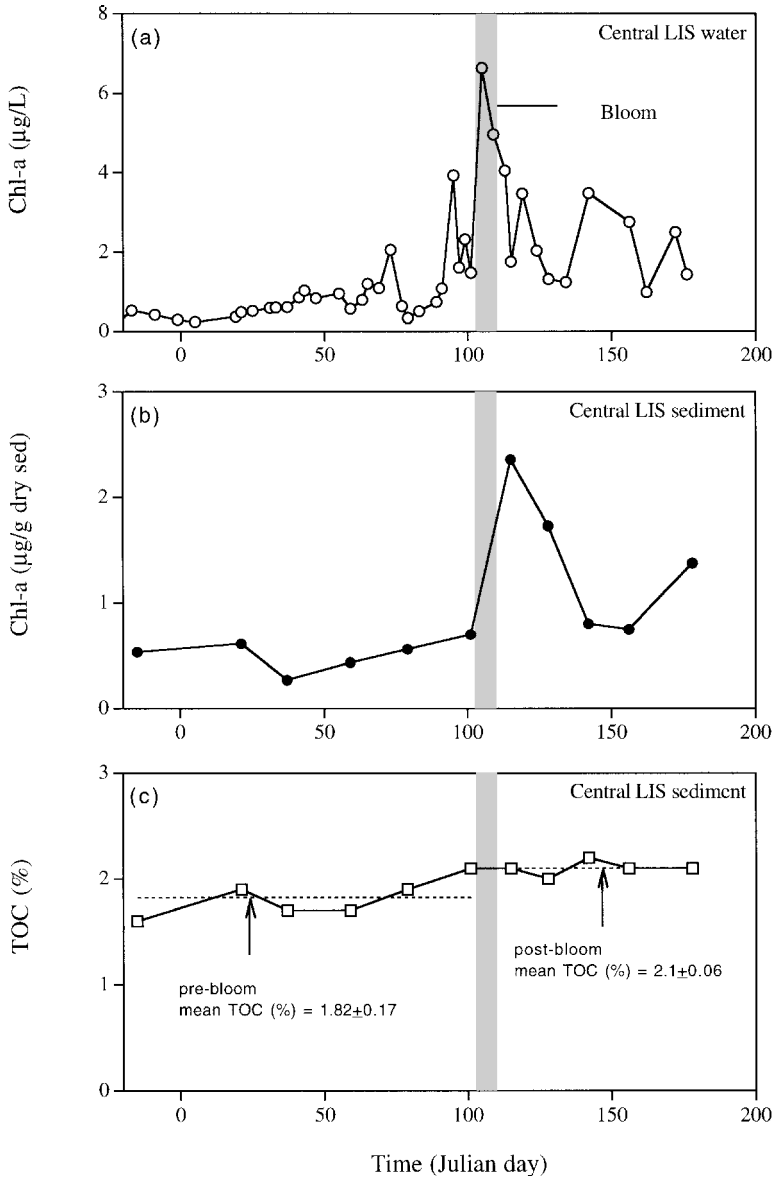 (a)
Central LIS water
Bloom
Chl-a (µg/L)
8
6
4
2
0
0 50 100 150 200
(b)
Central LIS sediment
Chl-a (µg/g dry sed)
3
2
1
0
0 50 100 150 200
(c)
Central LIS sediment
TOC (%)
3
2
1
0
pre-bloom
mean TOC (%) = 1.82±0.17
post-bloom
mean TOC (%) = 2.1±0.06
0 50 100 150 200
Time (Julian day)